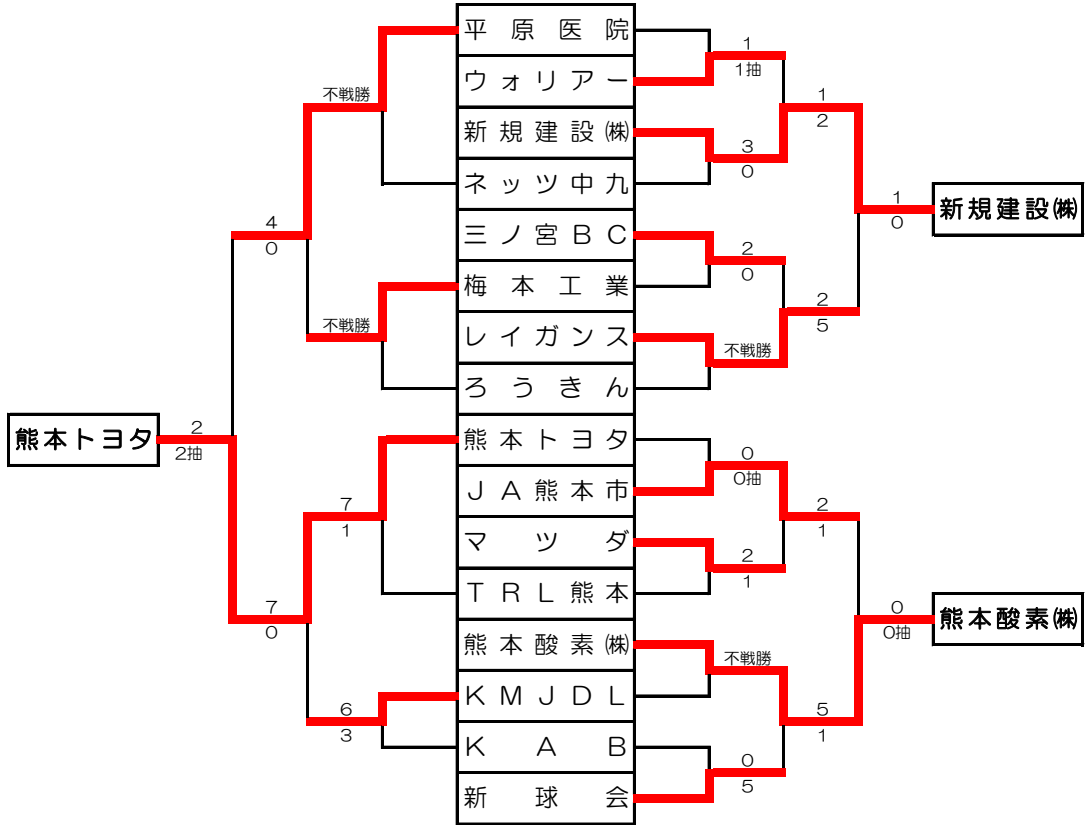 平原医院
ウォリアー
新規建設㈱
ネッツ中九
三ノ宮BC
梅本工業
レイガンス
ろうきん
熊本トヨタ
JA熊本市
マツダ
TRL熊本
熊本酸素㈱
KMJDL
KAB
新球会
不戦勝
不戦勝
4
0
7
1
6
3
7
0
2
2抽
熊本トヨタ
1
1抽
3
0
2
0
不戦勝
1
2
2
5
1
0
新規建設㈱
0
0抽
2
1
不戦勝
0
5
2
1
5
1
0
0抽
熊本酸素㈱